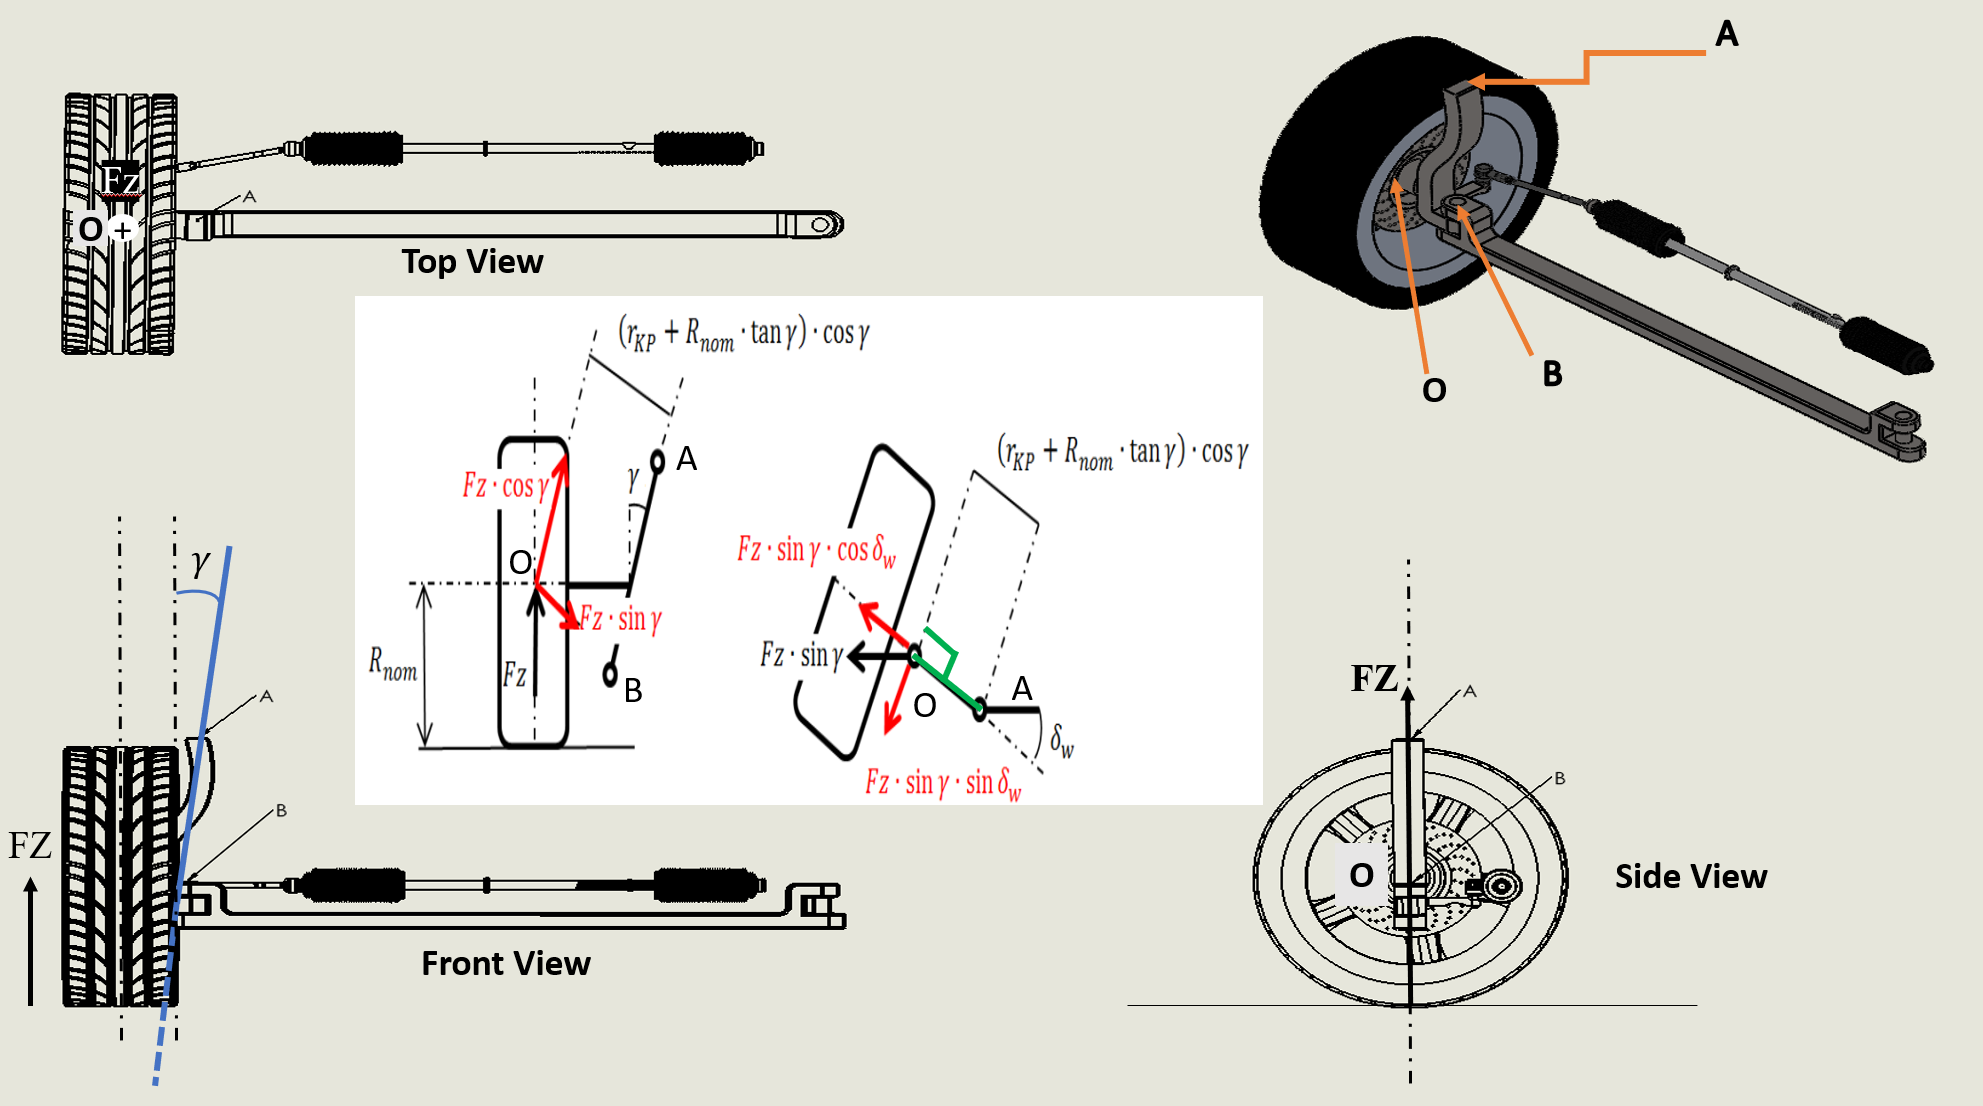 A
Fz
A
O
Top View
O
B
(r_KP + R_nom · tan γ) · cos γ
A
γ
Fz · cos γ
O
Fz · sin γ
R_nom
Fz
B
(r_KP + R_nom · tan γ) · cos γ
Fz · sin γ · cos δ_w
Fz · sin γ
O
A
δ_w
Fz · sin γ · sin δ_w
γ
A
B
FZ
Front View
FZ
A
B
O
Side View